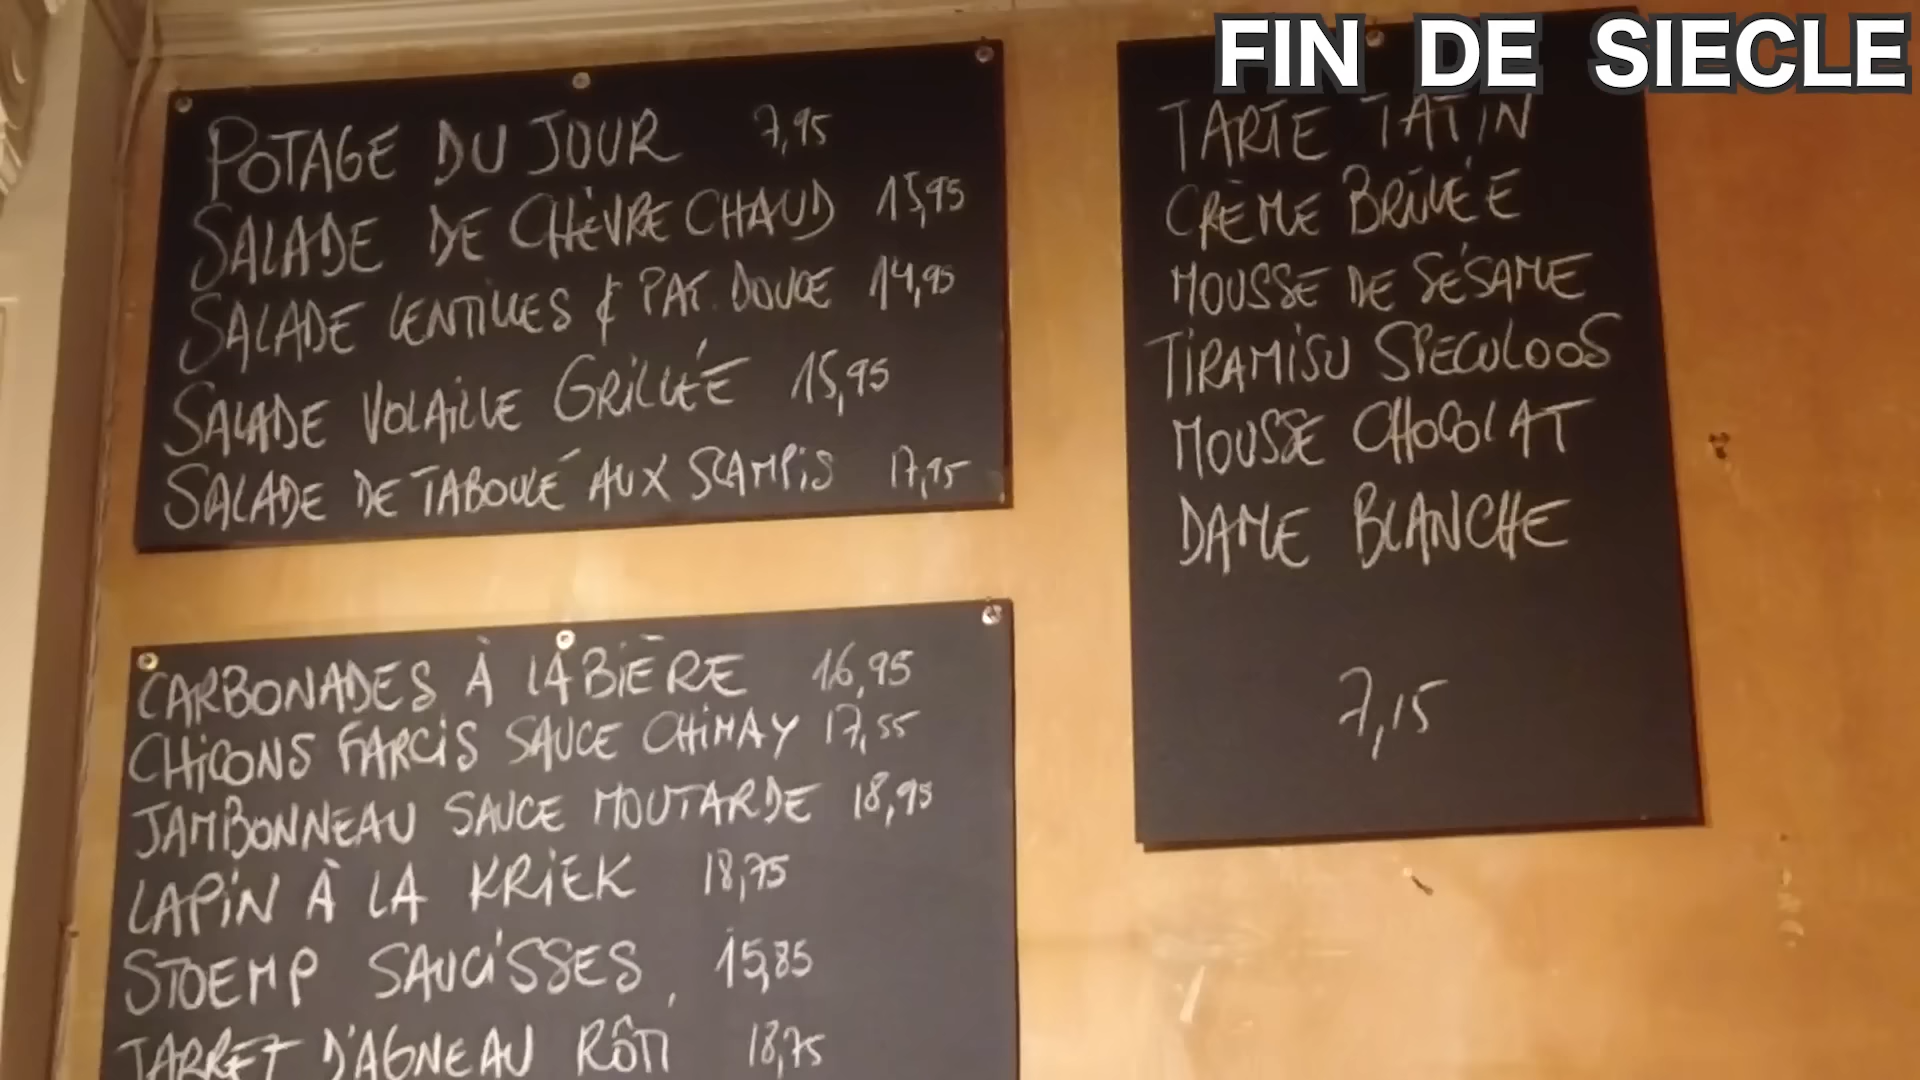 FIN DE SIECLE
POTAGE DU JOUR 7,95
SALADE DE CHÈVRE CHAUD 15,95
SALADE LENTILLES & PAT. DOUCE 14,95
SALADE VOLAILLE GRILLÉE 15,95
SALADE DE TABOULÉ AUX SCAMPIS 17,95
CARBONADES À LA BIÈRE 16,95
CHICONS FARCIS SAUCE CHIMAY 17,55
JAMBONNEAU SAUCE MOUTARDE 18,95
LAPIN À LA KRIEK 18,75
STOEMP SAUCISSES 15,85
JARRET D'AGNEAU RÔTI 18,75
TARTE TATIN
CRÈME BRÛLÉE
MOUSSE DE SÉSAME
TIRAMISU SPECULOOS
MOUSSE CHOCOLAT
DAME BLANCHE
7,15